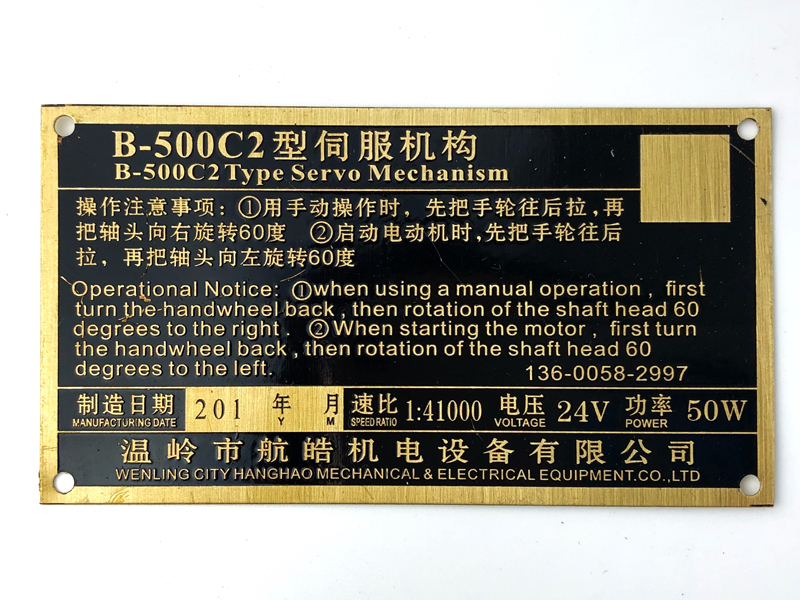 B-500C2型伺服机构
B-500C2 Type Servo Mechanism
操作注意事项：①用手动操作时，先把手轮往后拉，再
把轴头向右旋转60度 ②启动电动机时，先把手轮往后
拉，再把轴头向左旋转60度
Operational Notice: ①when using a manual operation, first
turn the handwheel back, then rotation of the shaft head 60
degrees to the right. ②When starting the motor, first turn
the handwheel back, then rotation of the shaft head 60
degrees to the left. 136-0058-2997
制造日期 201 年 月 速比 1:41000 电压 24V 功率 50W
MANUFACTURING DATE Y M SPEED RATIO VOLTAGE POWER
温岭市航皓机电设备有限公司
WENLING CITY HANGHAO MECHANICAL & ELECTRICAL EQUIPMENT.CO.,LTD